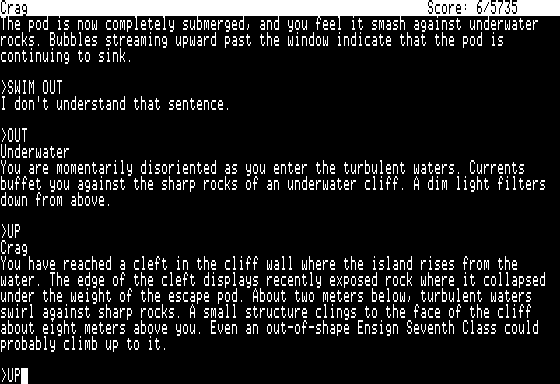 Crag Score: 6/5735
The pod is now completely submerged, and you feel it smash against underwater
rocks. Bubbles streaming upward past the window indicate that the pod is
continuing to sink.
>SWIM OUT
I don't understand that sentence.
>OUT
Underwater
You are momentarily disoriented as you enter the turbulent waters. Currents
buffet you against the sharp rocks of an underwater cliff. A dim light filters
down from above.
>UP
Crag
You have reached a cleft in the cliff wall where the island rises from the
water. The edge of the cleft displays recently exposed rock where it collapsed
under the weight of the escape pod. About two meters below, turbulent waters
swirl against sharp rocks. A small structure clings to the face of the cliff
about eight meters above you. Even an out-of-shape Ensign Seventh Class could
probably climb up to it.
>UP